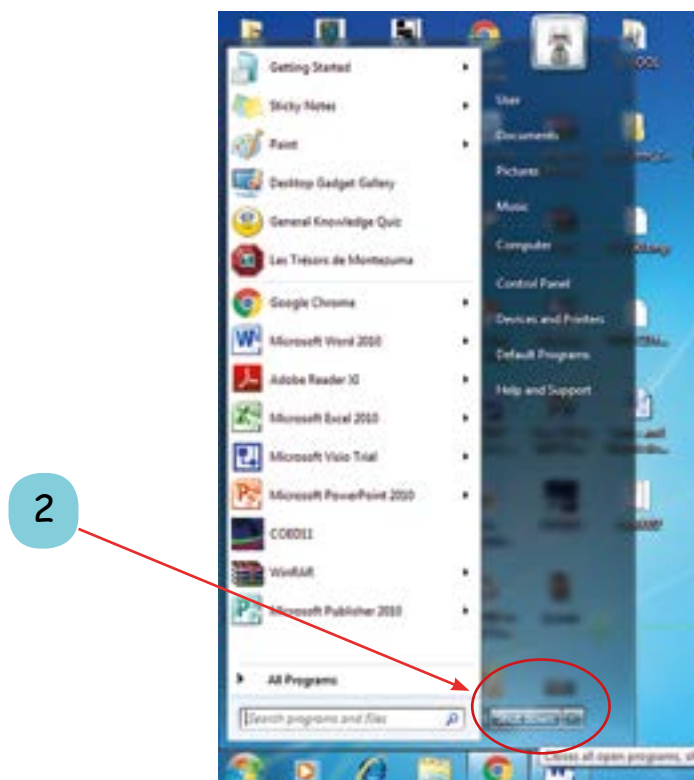 Getting Started
Sticky Notes
Paint
Desktop Gadget Gallery
General Knowledge Quiz
Les Trésors de Montezuma
Google Chrome
Microsoft Word 2010
Adobe Reader XI
Microsoft Excel 2010
Microsoft Visio Trial
Microsoft PowerPoint 2010
COED11
WinRAR
Microsoft Publisher 2010
All Programs
Search programs and files
User
Documents
Pictures
Music
Computer
Control Panel
Devices and Printers
Default Programs
Help and Support
Shut down
Closes all open programs,
2